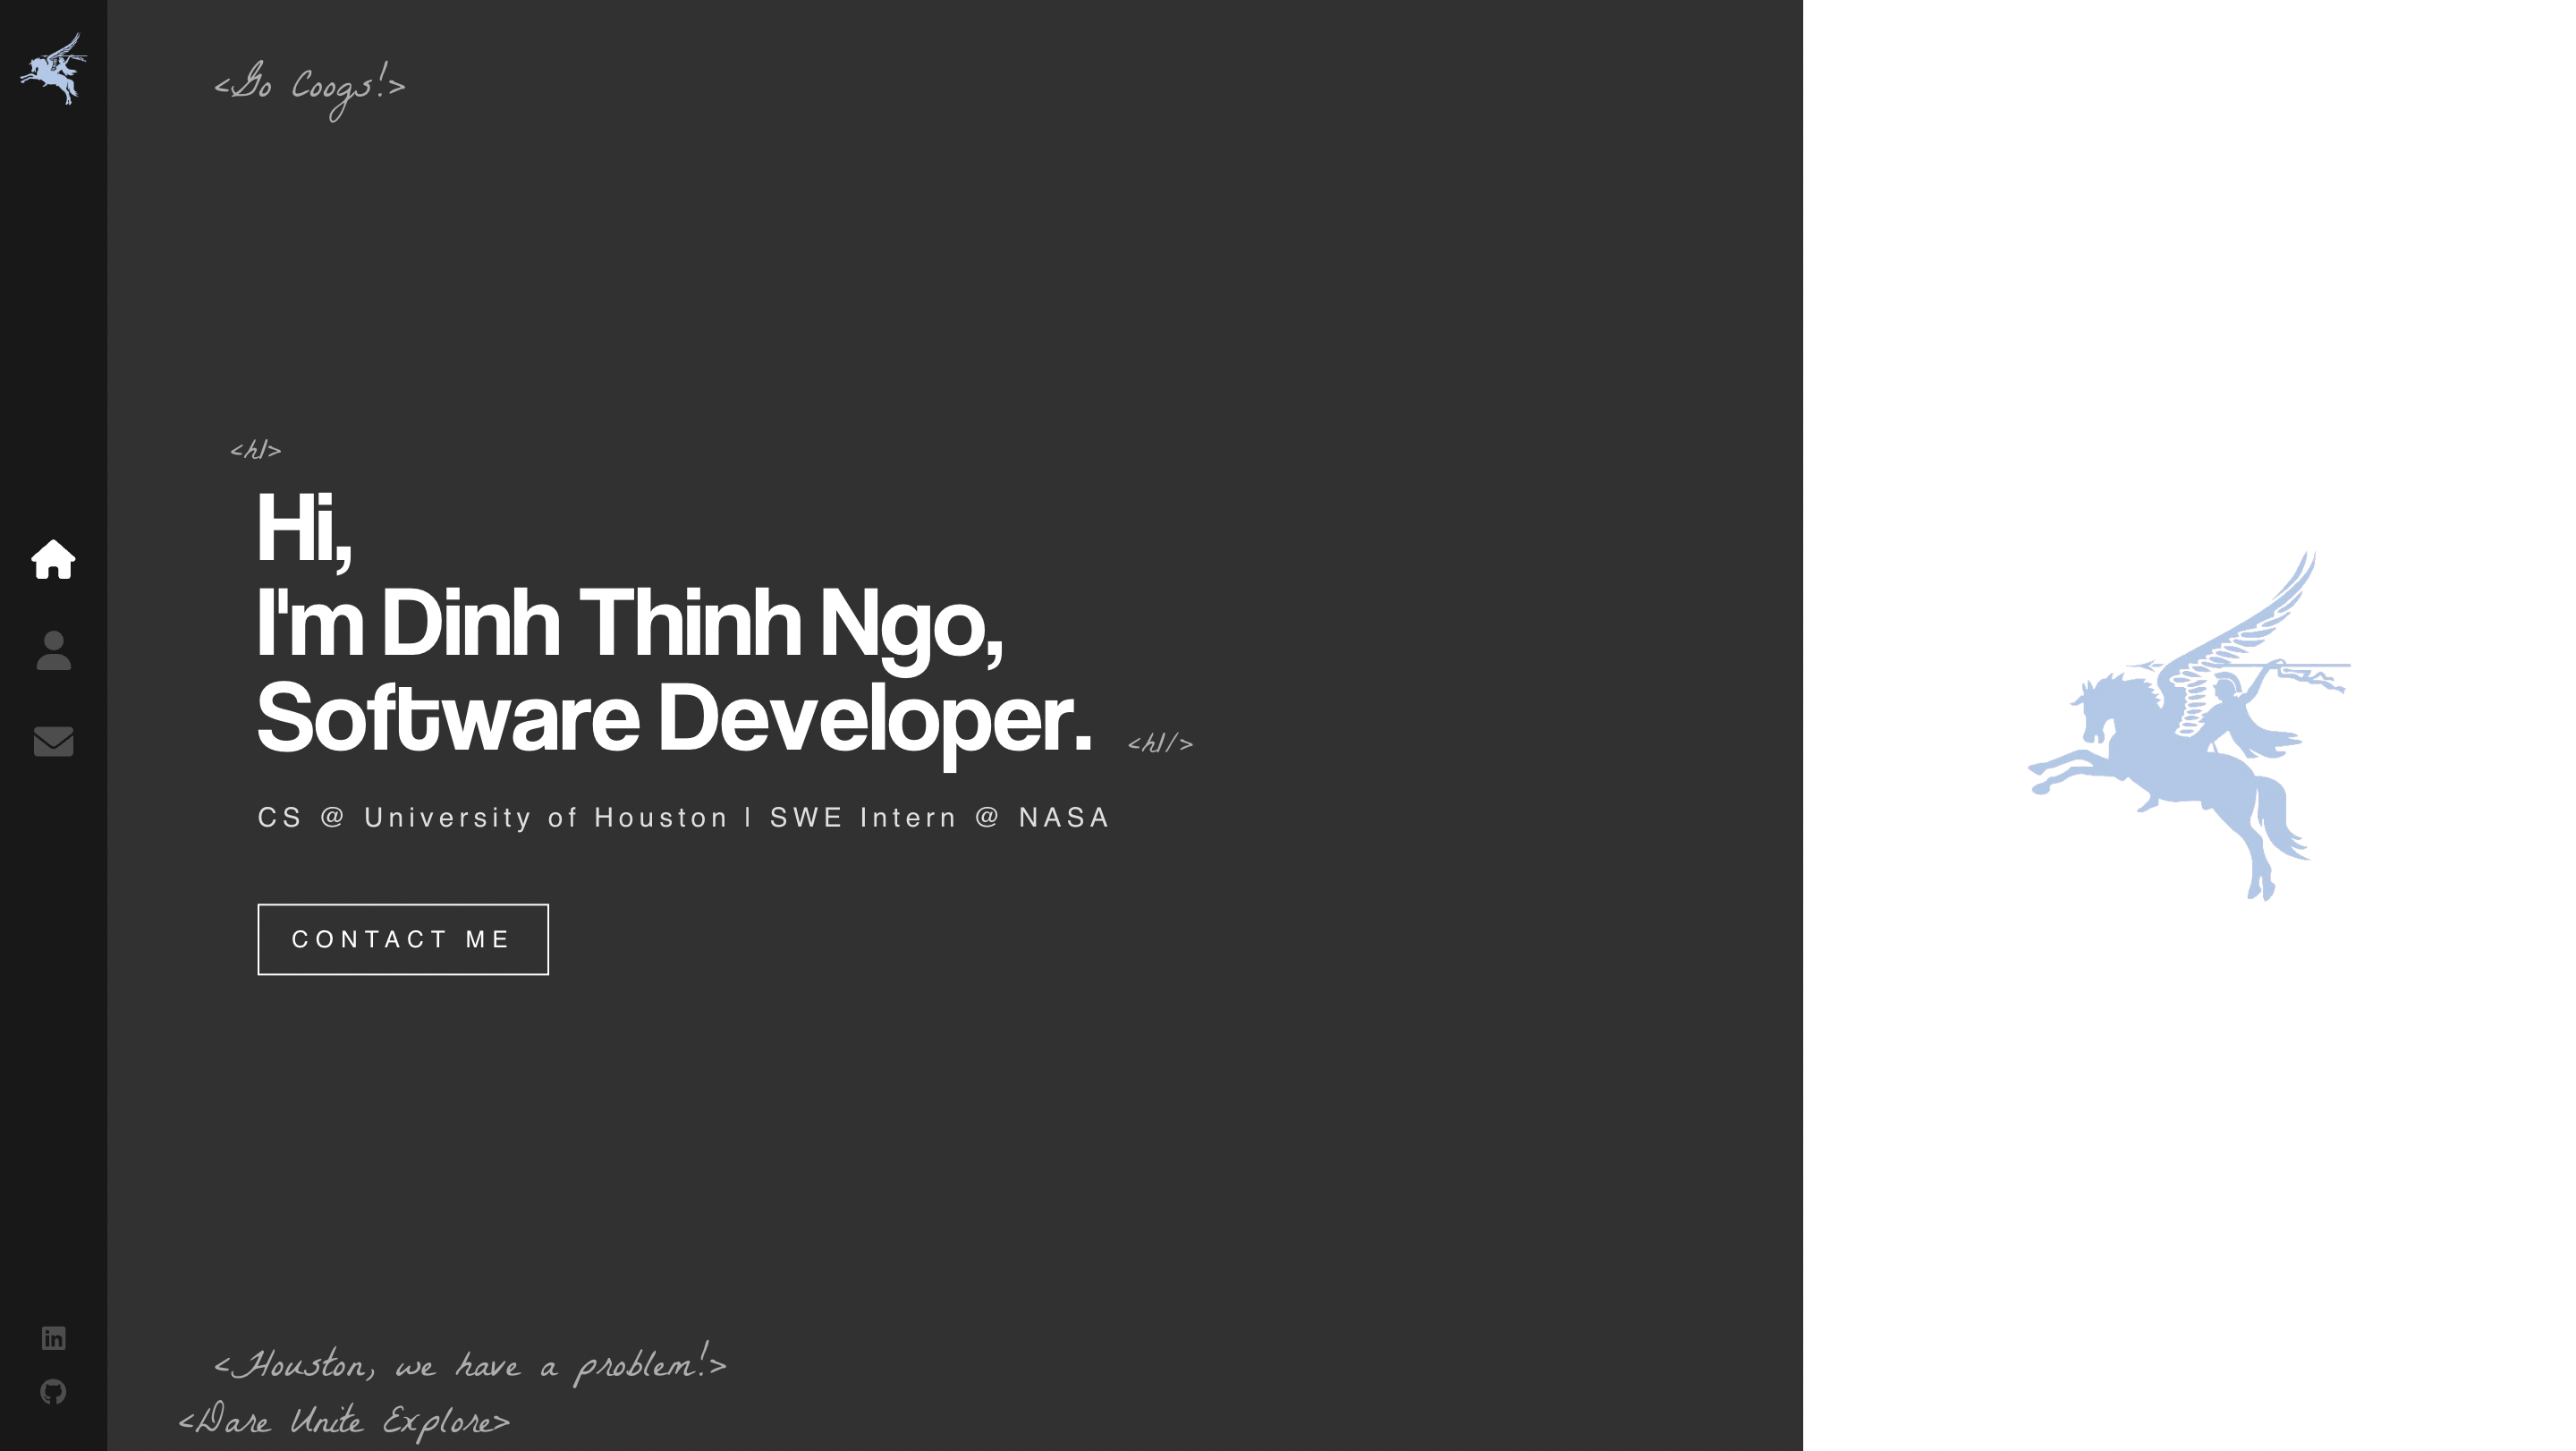 <Go Coogs!>
<h1>
Hi,
I'm Dinh Thinh Ngo,
Software Developer.
<h1/>
CS @ University of Houston | SWE Intern @ NASA
CONTACT ME
in
<Houston, we have a problem!>
<Dare Unite Explore>